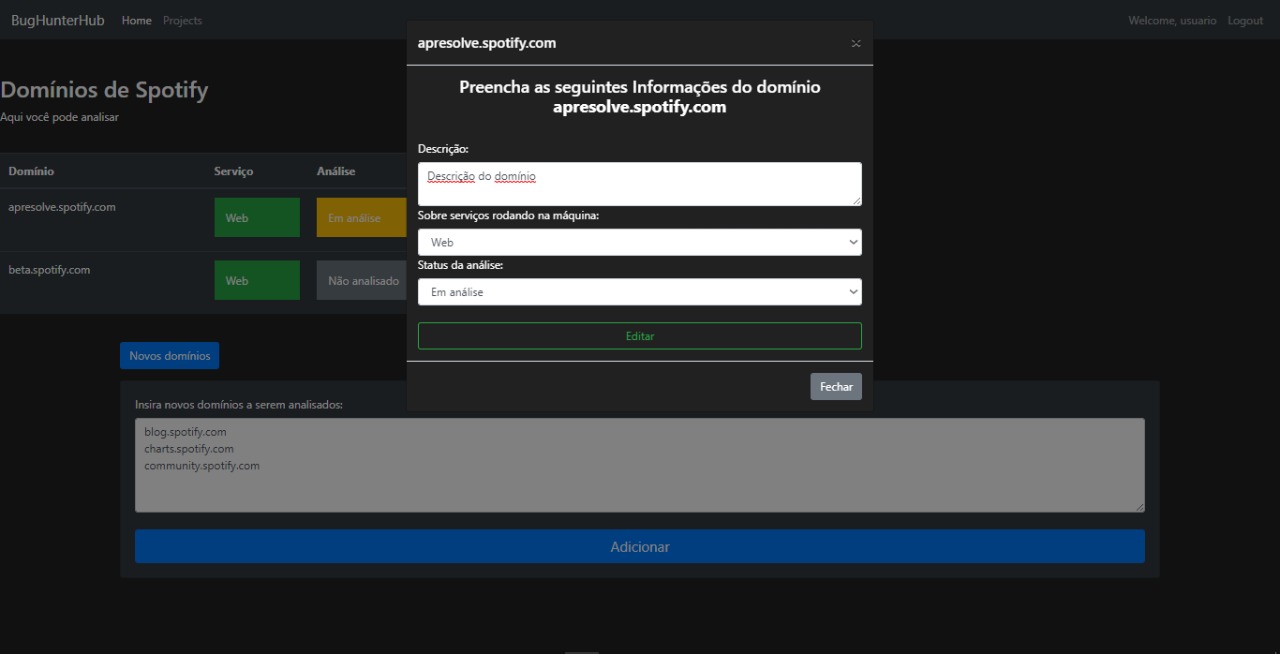 BugHunterHub Home Projects Welcome, usuario Logout
apresolve.spotify.com ×
Preencha as seguintes Informações do domínio
apresolve.spotify.com
Domínios de Spotify
Aqui você pode analisar
Domínio Serviço Análise
apresolve.spotify.com Web Em análise
beta.spotify.com Web Não analisado
Descrição:
Descrição do domínio
Sobre serviços rodando na máquina:
Web
Status da análise:
Em análise
Editar
Fechar
Novos domínios
Insira novos domínios a serem analisados:
blog.spotify.com
charts.spotify.com
community.spotify.com
Adicionar